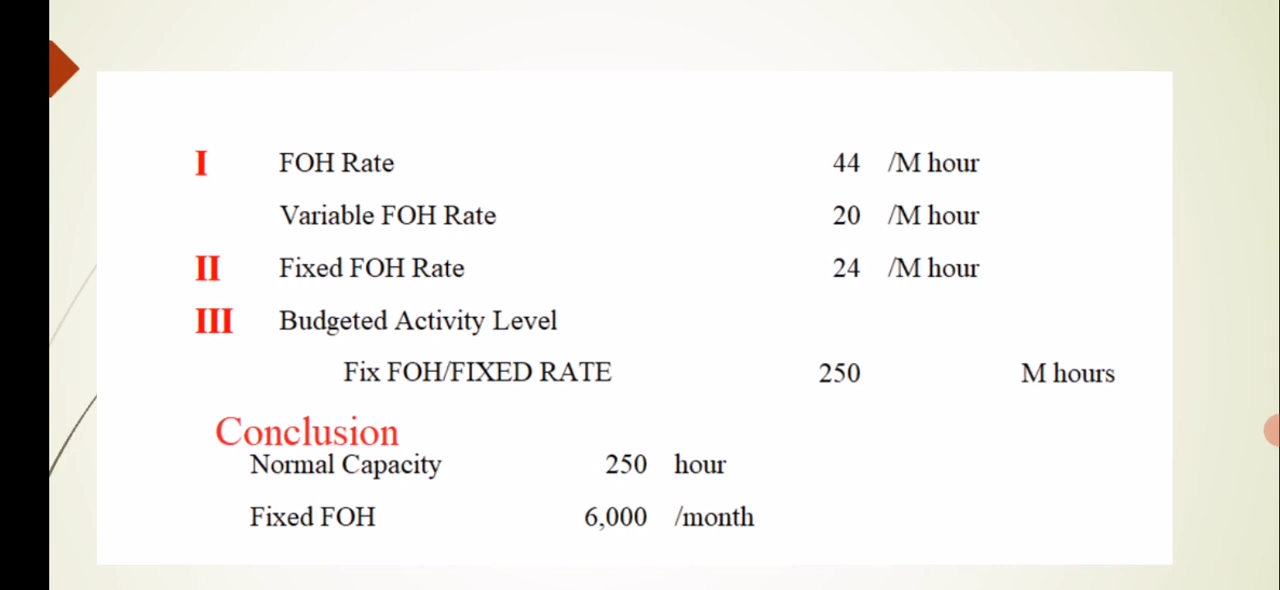 I FOH Rate 44 /M hour
Variable FOH Rate 20 /M hour
II Fixed FOH Rate 24 /M hour
III Budgeted Activity Level
Fix FOH/FIXED RATE 250 M hours
Conclusion
Normal Capacity 250 hour
Fixed FOH 6,000 /month